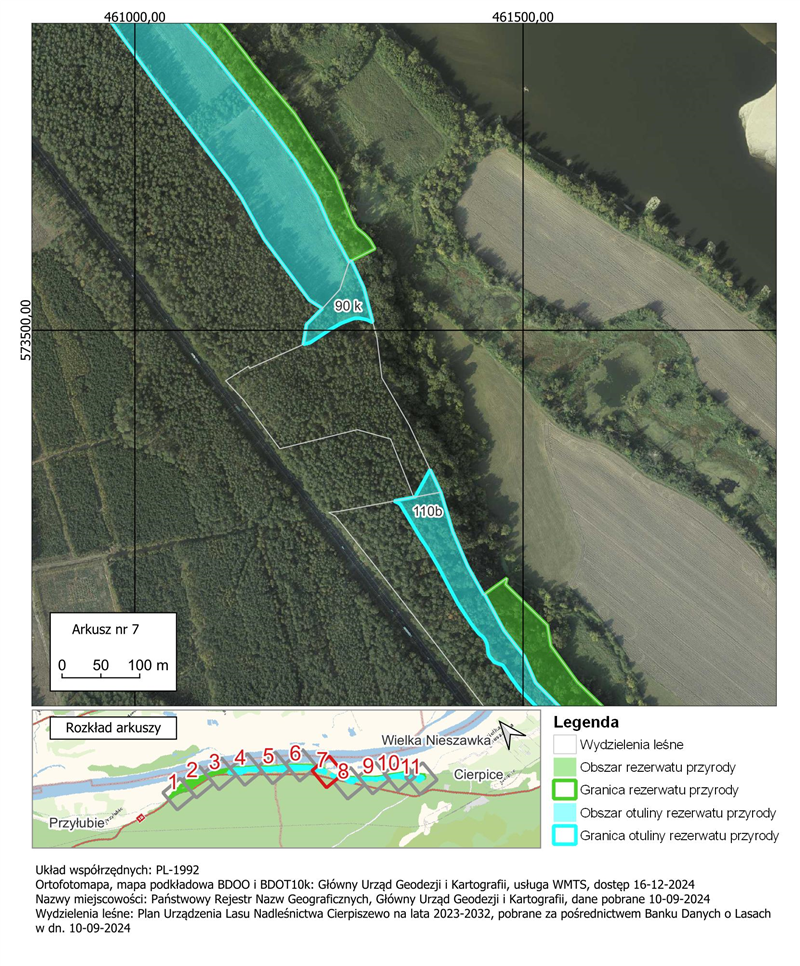 461000,00
461500,00
573500,00
90 k
110b
Arkusz nr 7
0 50 100 m
Rozkład arkuszy
Wielka Nieszawka
Cierpice
Przyłubie
1 2 3 4 5 6 7 8 9 10 11
Legenda
Wydzielenia leśne
Obszar rezerwatu przyrody
Granica rezerwatu przyrody
Obszar otuliny rezerwatu przyrody
Granica otuliny rezerwatu przyrody
Układ współrzędnych: PL-1992
Ortofotomapa, mapa podkładowa BDOO i BDOT10k: Główny Urząd Geodezji i Kartografii, usługa WMTS, dostęp 16-12-2024
Nazwy miejscowości: Państwowy Rejestr Nazw Geograficznych, Główny Urząd Geodezji i Kartografii, dane pobrane 10-09-2024
Wydzielenia leśne: Plan Urządzenia Lasu Nadleśnictwa Cierpiszewo na lata 2023-2032, pobrane za pośrednictwem Banku Danych o Lasach
w dn. 10-09-2024